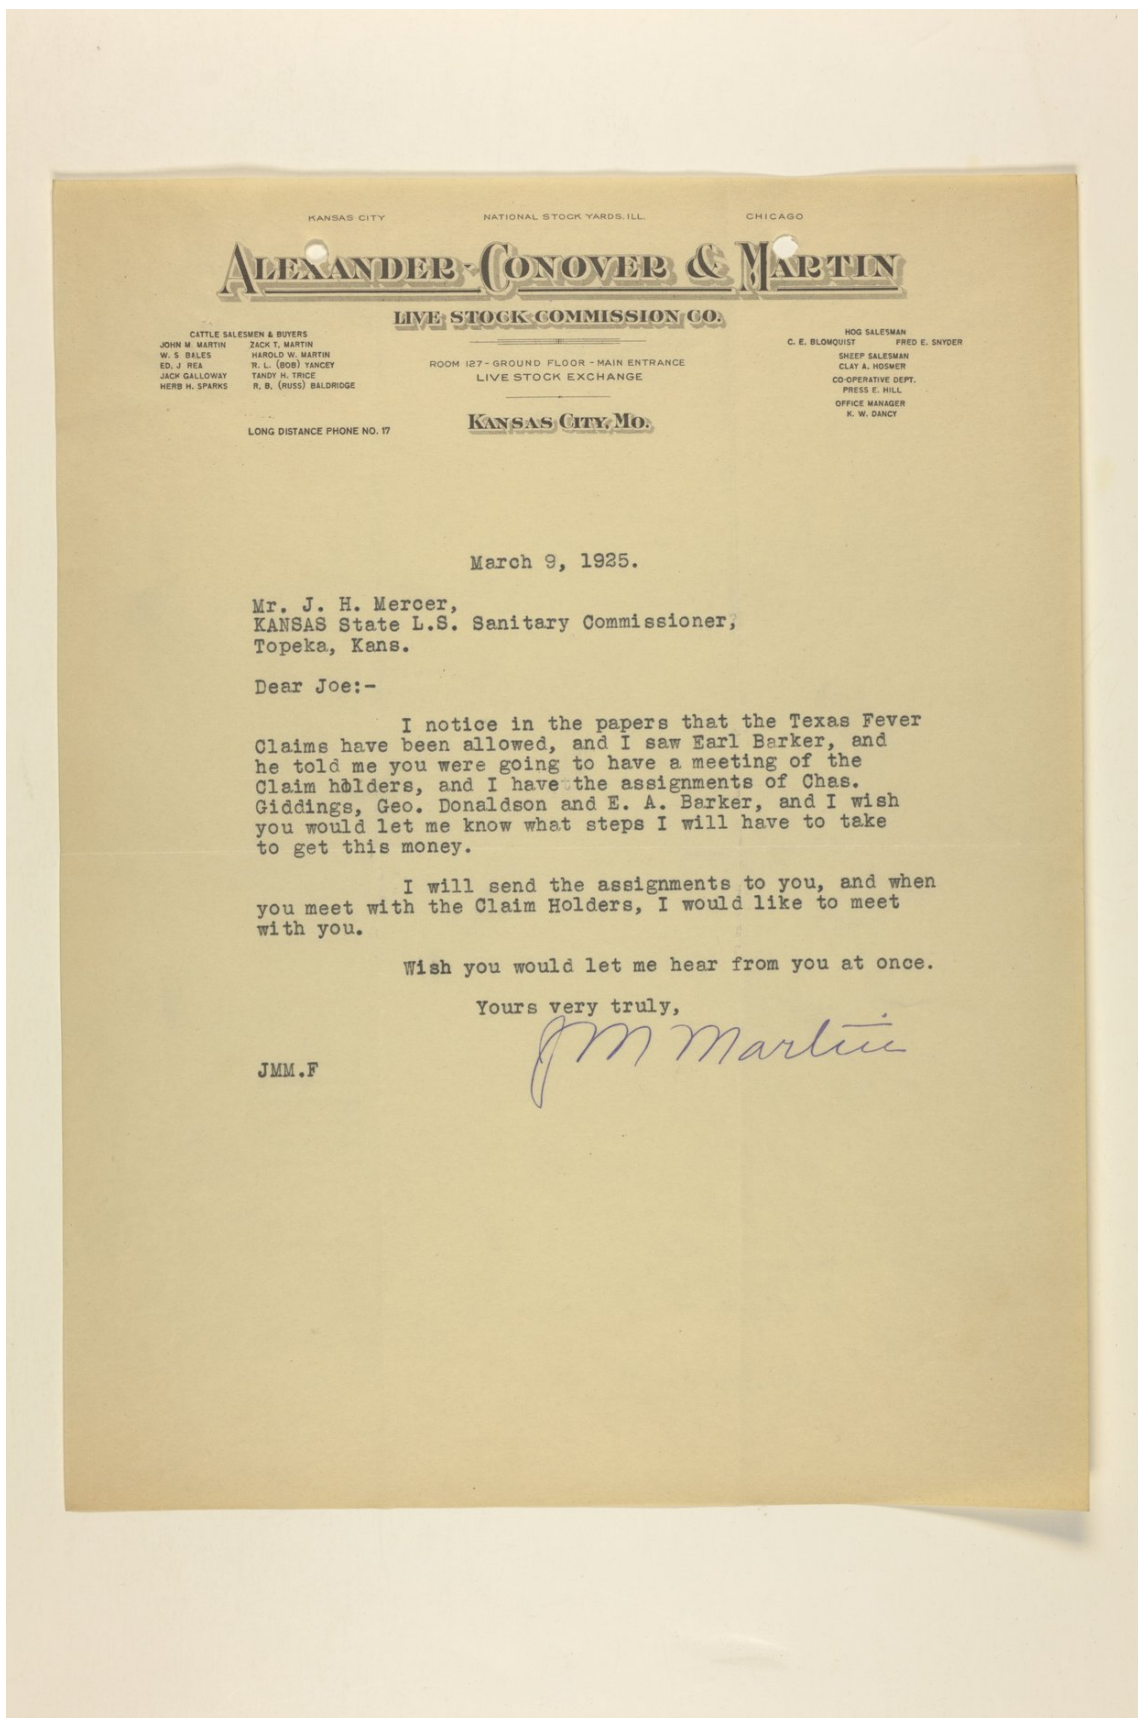 KANSAS CITY NATIONAL STOCK YARDS, ILL. CHICAGO
ALEXANDER-CONOVER & MARTIN
LIVE STOCK COMMISSION CO.
CATTLE SALESMEN & BUYERS
JOHN M. MARTIN ZACK T. MARTIN
W. S BALES HAROLD W. MARTIN
ED. J REA R. L. (BOB) YANCEY
JACK GALLOWAY TANDY H. TRICE
HERB H. SPARKS R. B. (RUSS) BALDRIDGE
LONG DISTANCE PHONE NO. 17
ROOM 127-GROUND FLOOR-MAIN ENTRANCE
LIVE STOCK EXCHANGE
KANSAS CITY, MO.
HOG SALESMAN
C. E. BLOMQUIST FRED E. SNYDER
SHEEP SALESMAN
CLAY A. HOSMER
CO-OPERATIVE DEPT.
PRESS E. HILL
OFFICE MANAGER
K. W. DANCY
March 9, 1925.
Mr. J. H. Mercer,
KANSAS State L.S. Sanitary Commissioner,
Topeka, Kans.
Dear Joe:-
I notice in the papers that the Texas Fever
Claims have been allowed, and I saw Earl Barker, and
he told me you were going to have a meeting of the
Claim holders, and I have the assignments of Chas.
Giddings, Geo. Donaldson and E. A. Barker, and I wish
you would let me know what steps I will have to take
to get this money.
I will send the assignments to you, and when
you meet with the Claim Holders, I would like to meet
with you.
Wish you would let me hear from you at once.
Yours very truly,
J M Martin
JMM.F